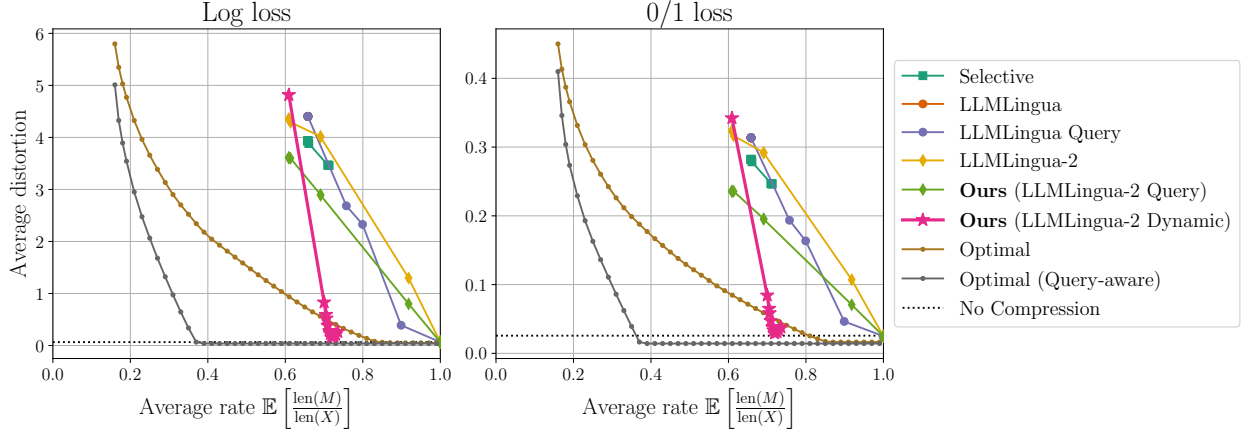 Log loss
0/1 loss
Average distortion
6
5
4
3
2
1
0
0.0 0.2 0.4 0.6 0.8 1.0
Average rate 𝔼 [len(M)/len(X)]
0.4
0.3
0.2
0.1
0.0
0.0 0.2 0.4 0.6 0.8 1.0
Average rate 𝔼 [len(M)/len(X)]
Selective
LLMLingua
LLMLingua Query
LLMLingua-2
Ours (LLMLingua-2 Query)
Ours (LLMLingua-2 Dynamic)
Optimal
Optimal (Query-aware)
No Compression